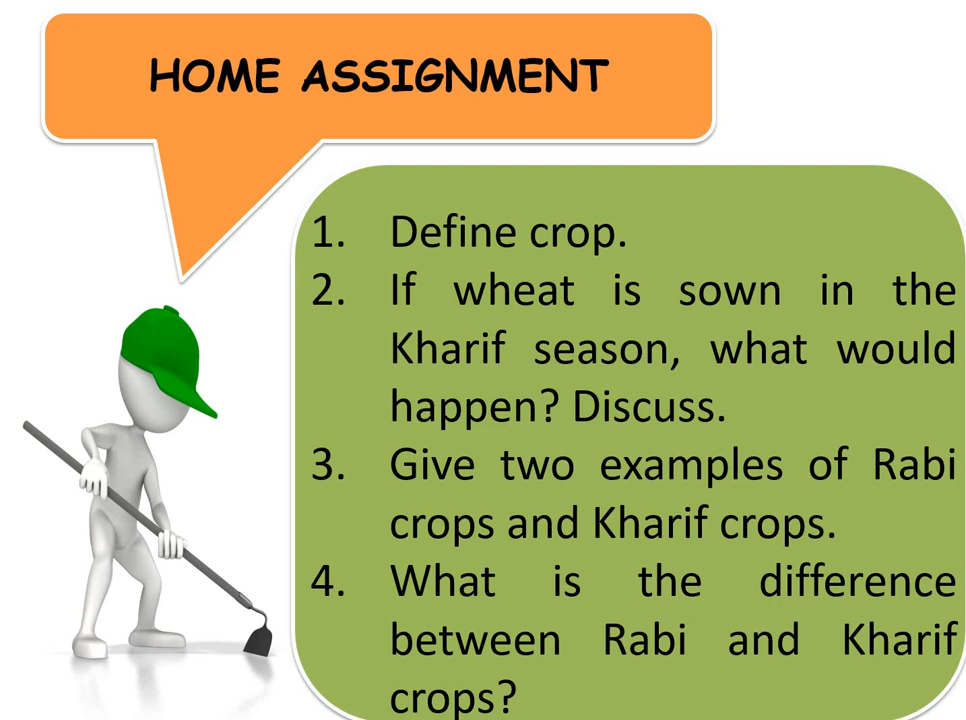 HOME ASSIGNMENT
1. Define crop.
2. If wheat is sown in the
Kharif season, what would
happen? Discuss.
3. Give two examples of Rabi
crops and Kharif crops.
4. What is the difference
between Rabi and Kharif
crops?